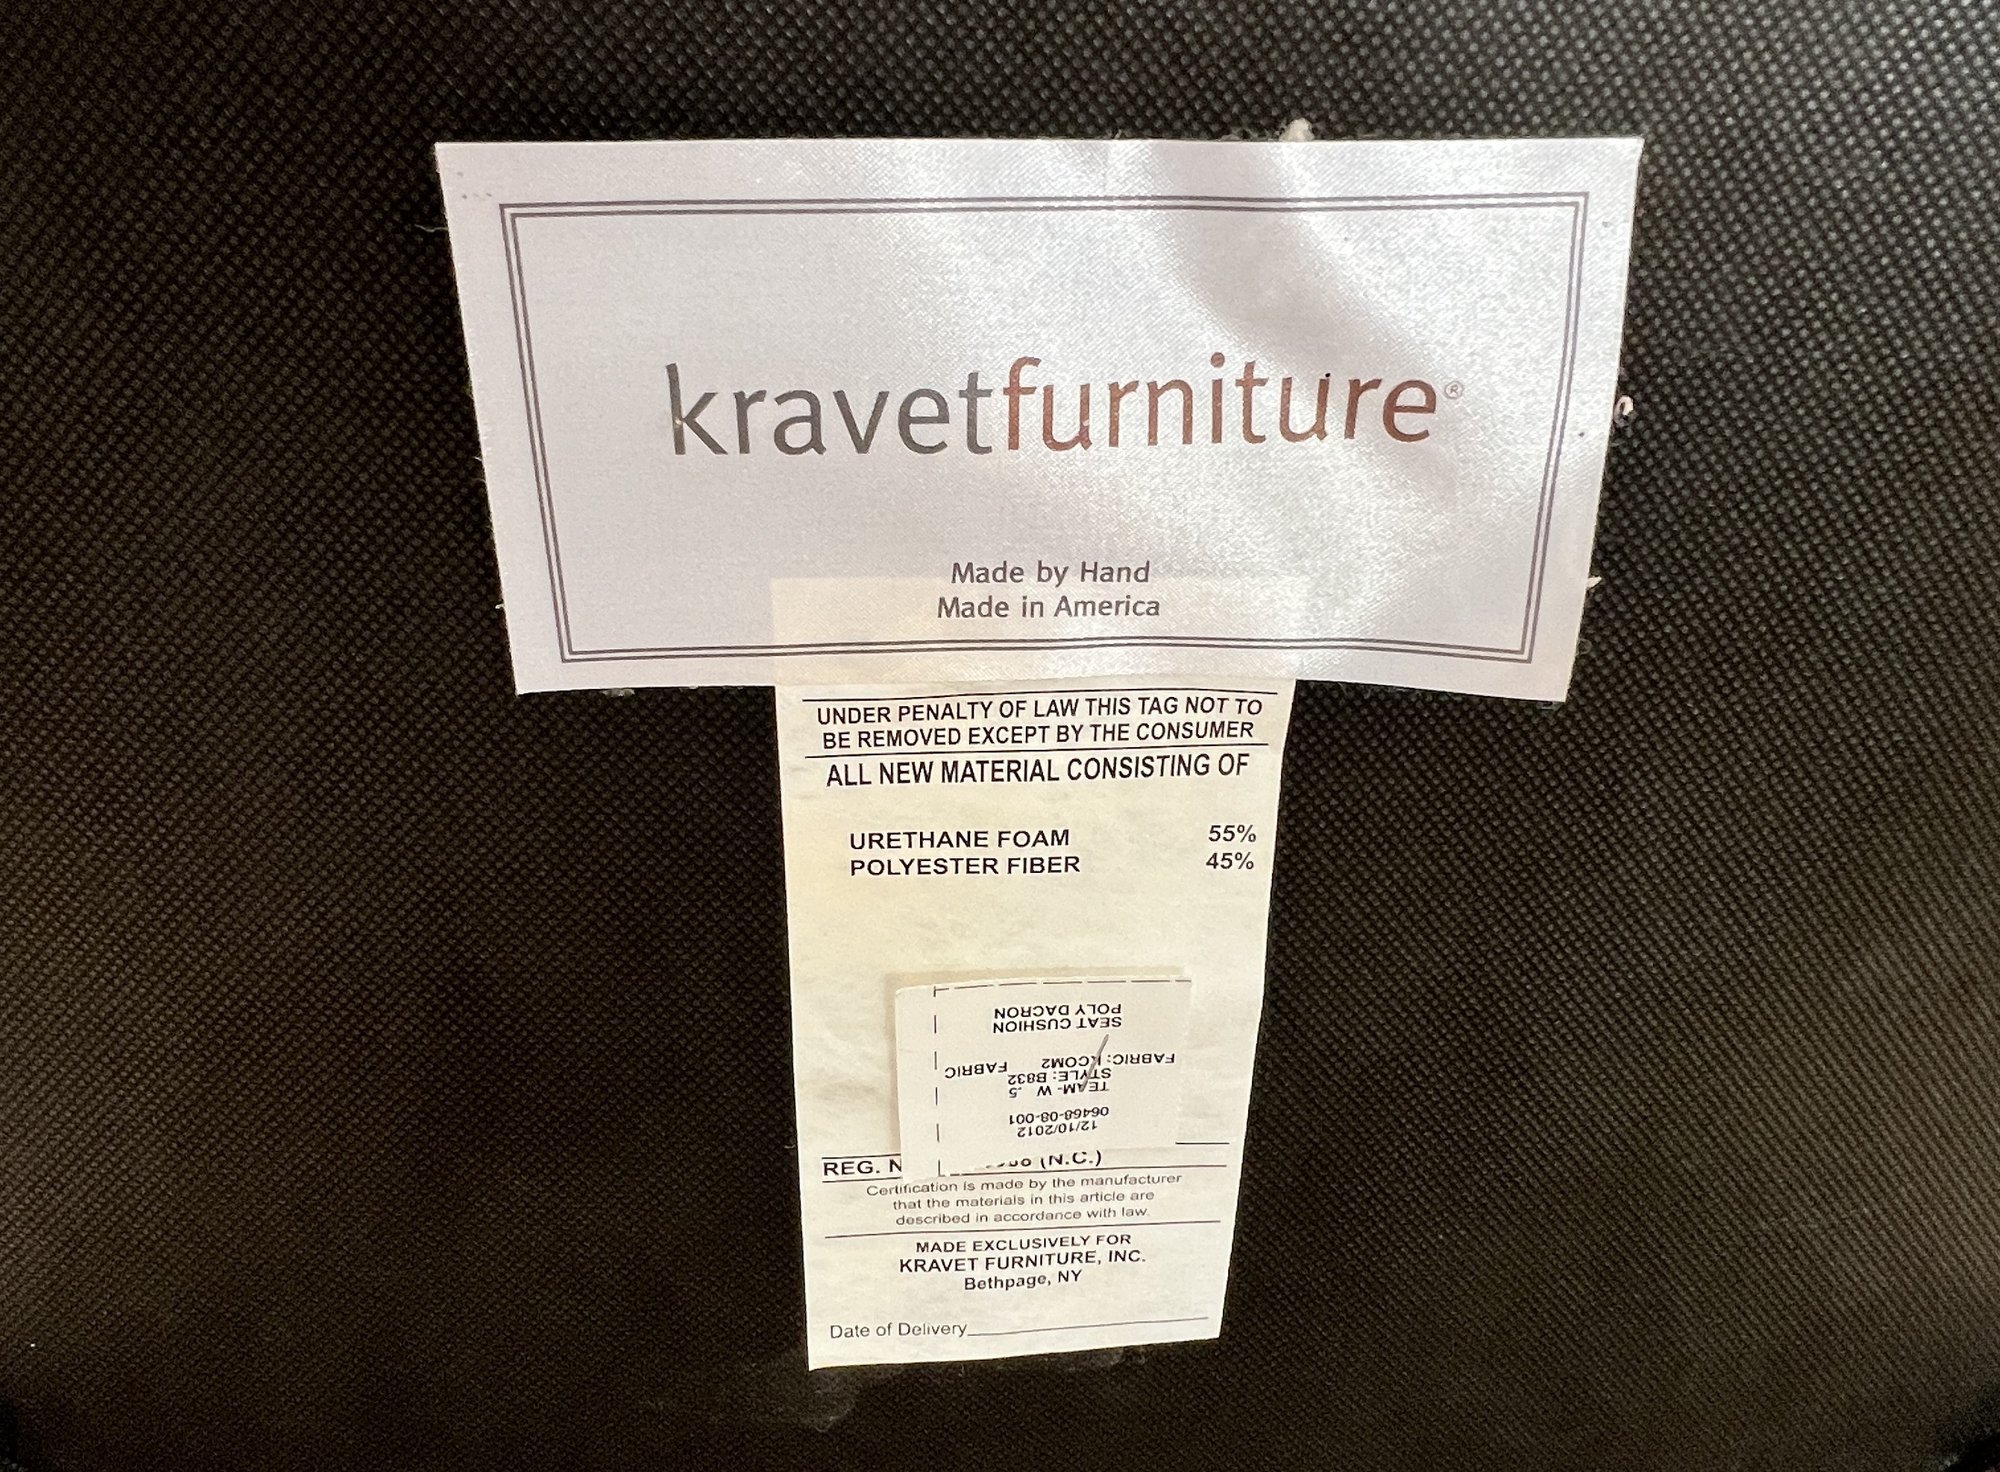 kravetfurniture®
Made by Hand
Made in America
UNDER PENALTY OF LAW THIS TAG NOT TO
BE REMOVED EXCEPT BY THE CONSUMER
ALL NEW MATERIAL CONSISTING OF
URETHANE FOAM 55%
POLYESTER FIBER 45%
12/10/2012
06468-08-001
TEAM- W .5
STYLE: B832
FABRIC: KCOM2 FABRIC
SEAT CUSHION
POLY DACRON
REG. (N.C.)
Certification is made by the manufacturer
that the materials in this article are
described in accordance with law.
MADE EXCLUSIVELY FOR
KRAVET FURNITURE, INC.
Bethpage, NY
Date of Delivery